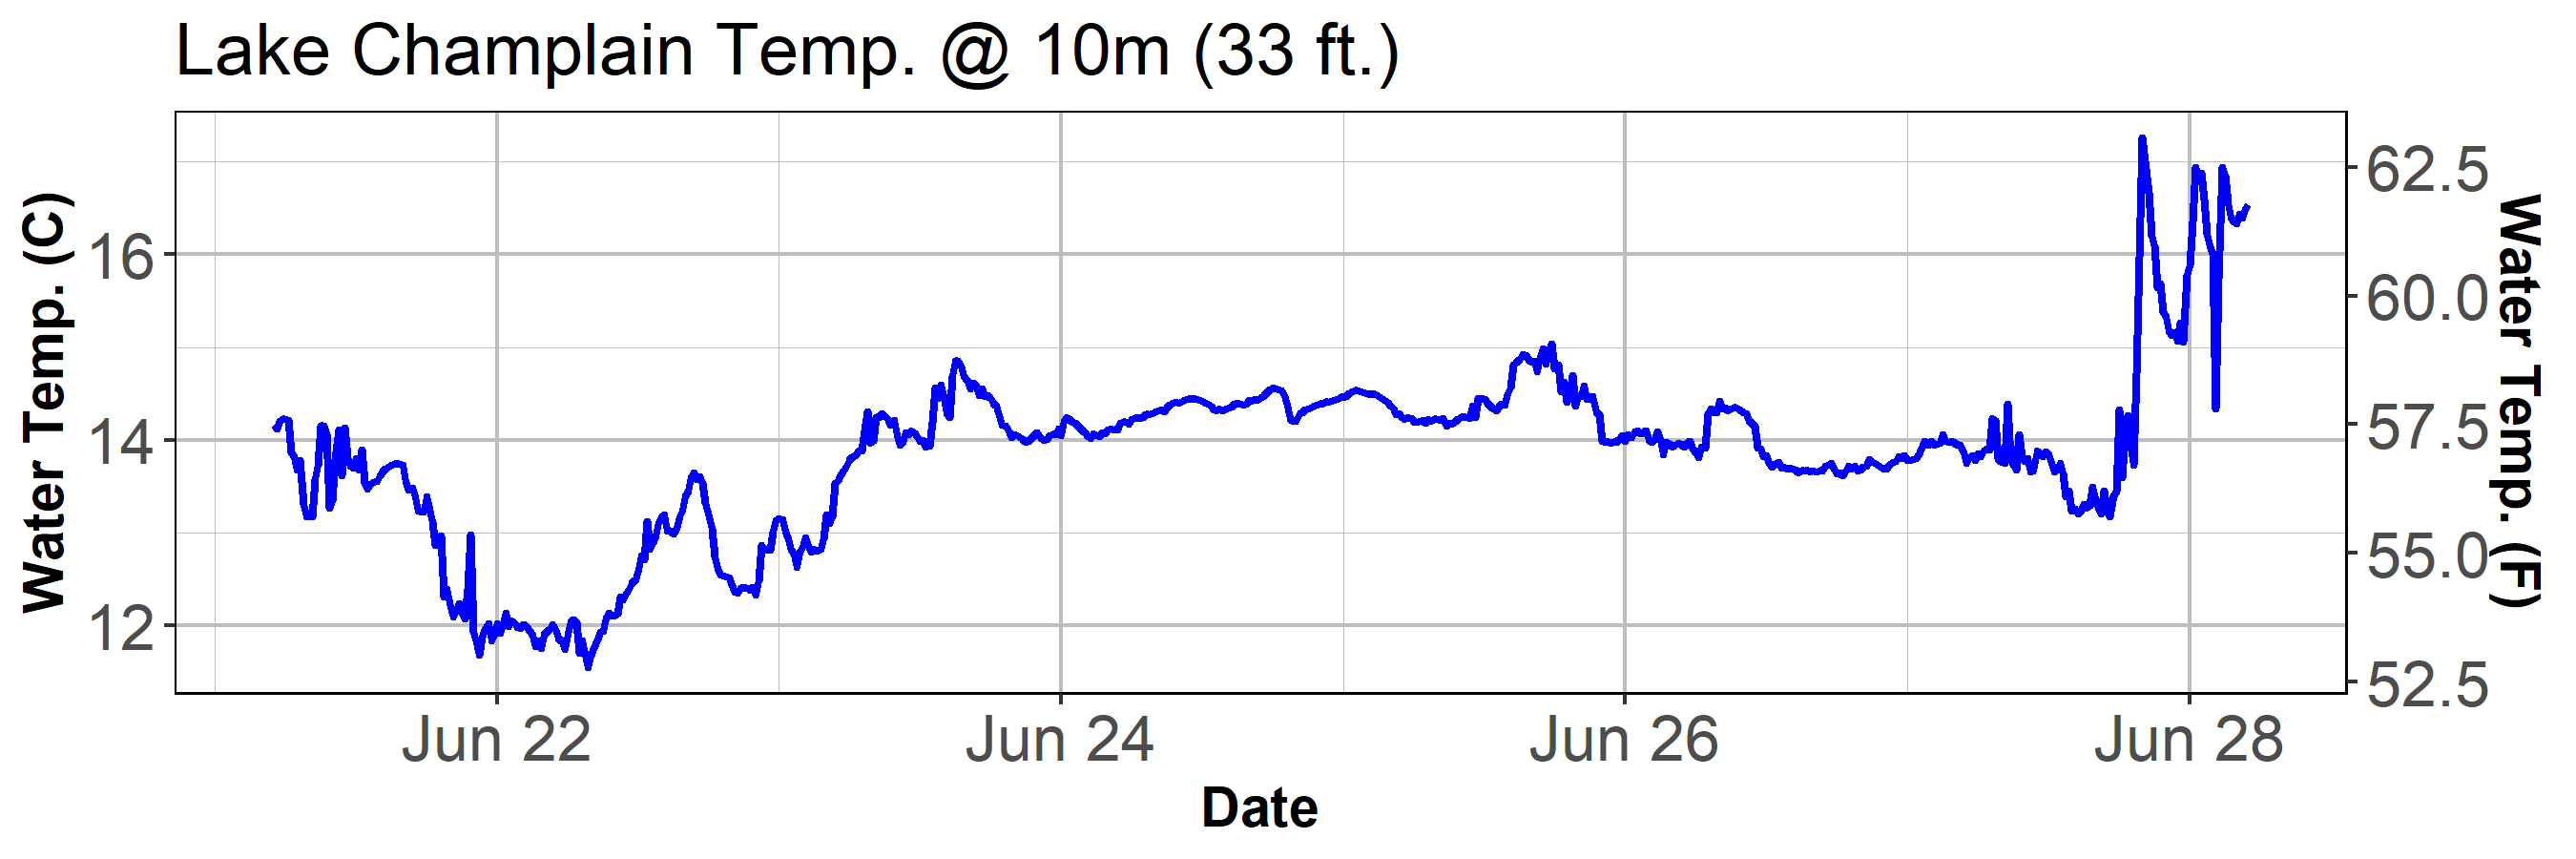 Lake Champlain Temp. @ 10m (33 ft.)
Water Temp. (C)
16
14
12
62.5
60.0
57.5
55.0
52.5
Water Temp. (F)
Jun 22
Jun 24
Jun 26
Jun 28
Date